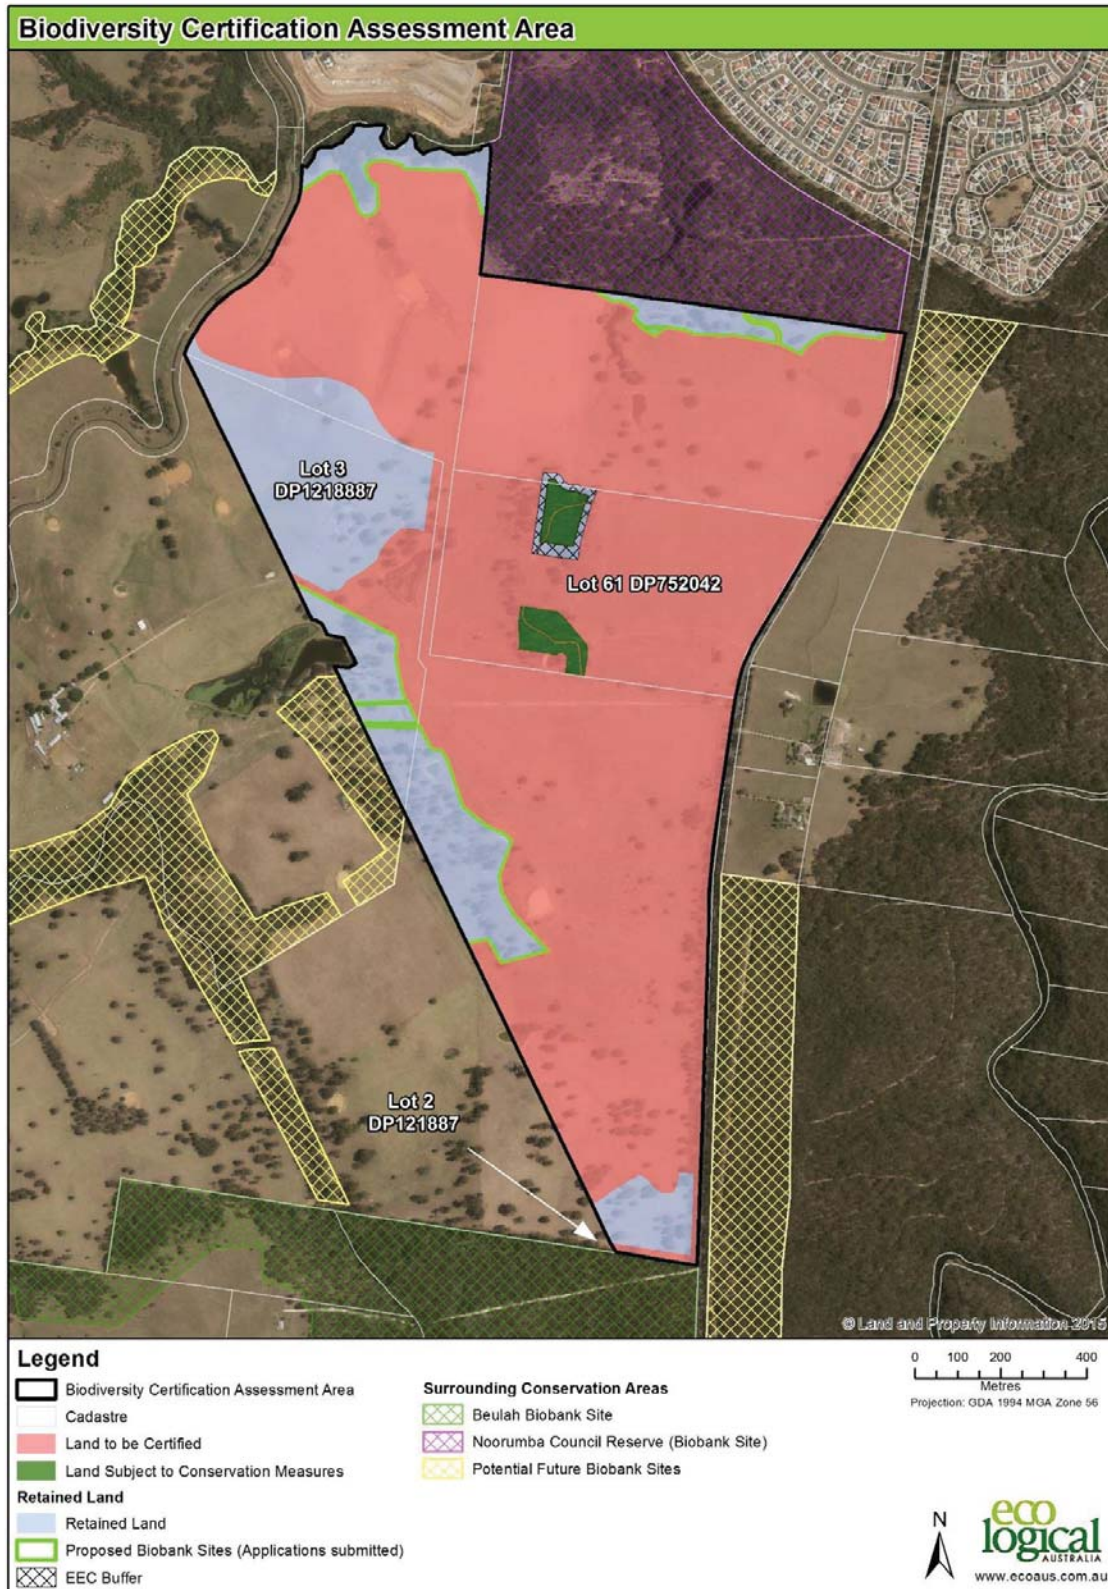 Biodiversity Certification Assessment Area
Lot 3
DP1218887
Lot 61 DP752042
Lot 2
DP121887
© Land and Property Information 2015
Legend
Biodiversity Certification Assessment Area
Cadastre
Land to be Certified
Land Subject to Conservation Measures
Retained Land
Retained Land
Proposed Biobank Sites (Applications submitted)
EEC Buffer
Surrounding Conservation Areas
Beulah Biobank Site
Noorumba Council Reserve (Biobank Site)
Potential Future Biobank Sites
0 100 200 400
Metres
Projection: GDA 1994 MGA Zone 56
N
eco
logical
AUSTRALIA
www.ecoaus.com.au